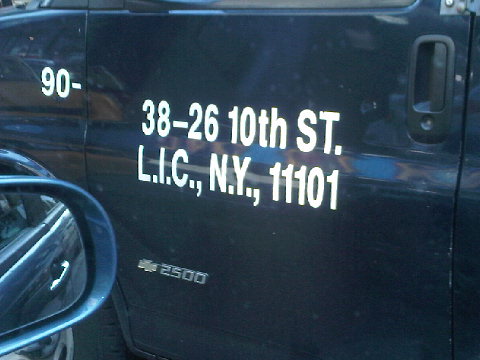 90-
38-26 10th ST.
L.I.C., N.Y., 11101
2500